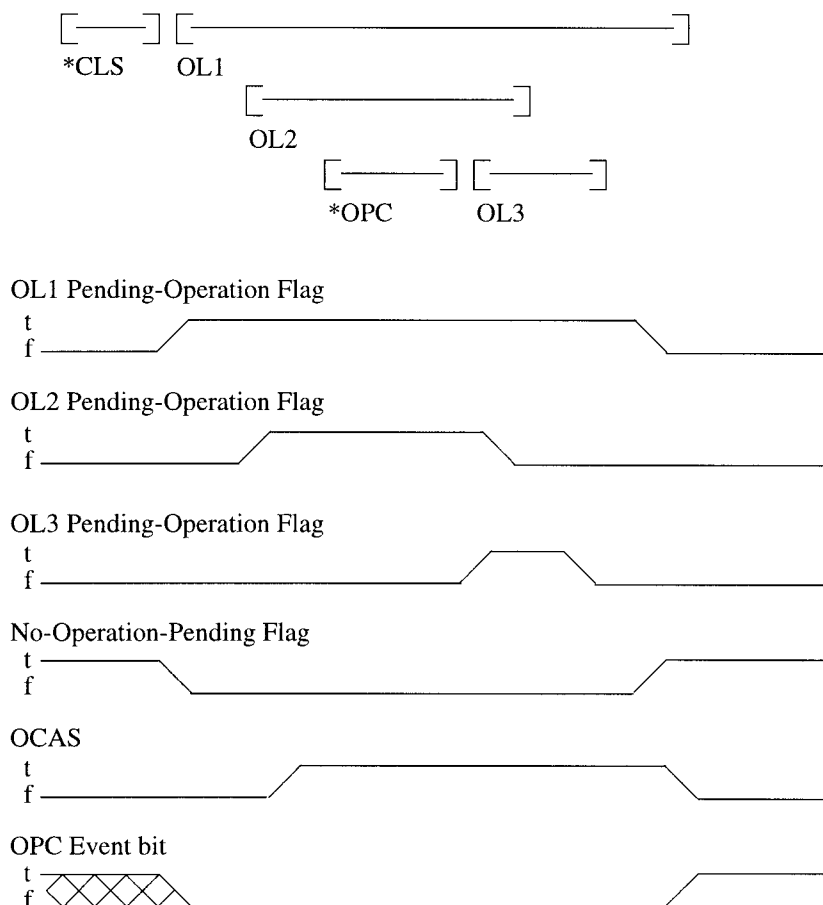 *CLS OL1
OL2
*OPC OL3
OL1 Pending-Operation Flag
t
f
OL2 Pending-Operation Flag
t
f
OL3 Pending-Operation Flag
t
f
No-Operation-Pending Flag
t
f
OCAS
t
f
OPC Event bit
t
f